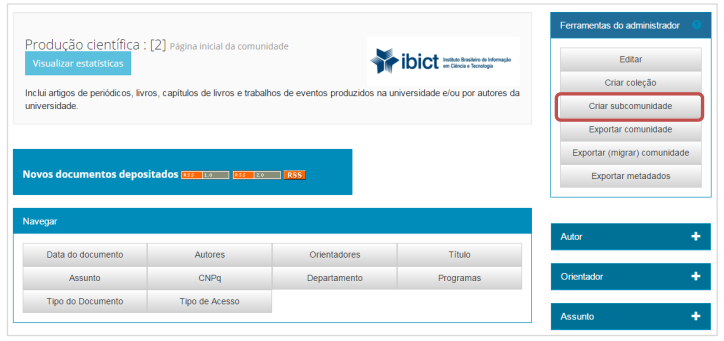 Produção científica : [2] Página inicial da comunidade
Visualizar estatísticas
ibict Instituto Brasileiro de Informação
em Ciência e Tecnologia
Inclui artigos de periódicos, livros, capítulos de livros e trabalhos de eventos produzidos na universidade e/ou por autores da
universidade.
Novos documentos depositados RSS 1.0 RSS 2.0 RSS
Navegar
Data do documento Autores Orientadores Título
Assunto CNPq Departamento Programas
Tipo do Documento Tipo de Acesso
Ferramentas do administrador
Editar
Criar coleção
Criar subcomunidade
Exportar comunidade
Exportar (migrar) comunidade
Exportar metadados
Autor +
Orientador +
Assunto +